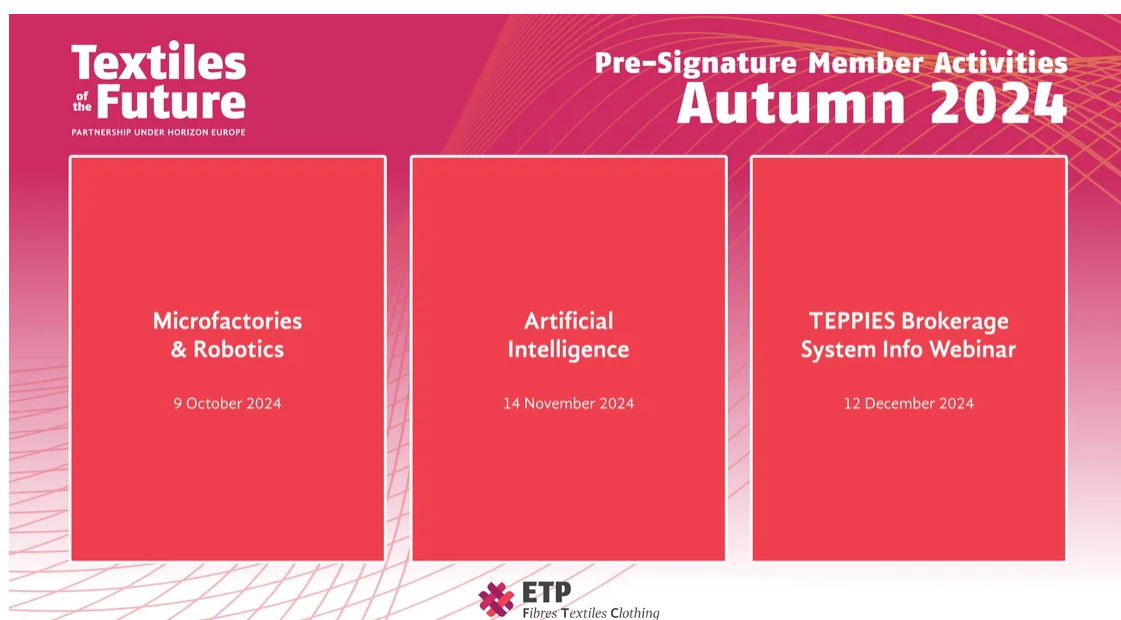 Textiles
of the Future
PARTNERSHIP UNDER HORIZON EUROPE
Pre-Signature Member Activities
Autumn 2024
Microfactories
& Robotics
9 October 2024
Artificial
Intelligence
14 November 2024
TEPPIES Brokerage
System Info Webinar
12 December 2024
ETP
Fibres Textiles Clothing